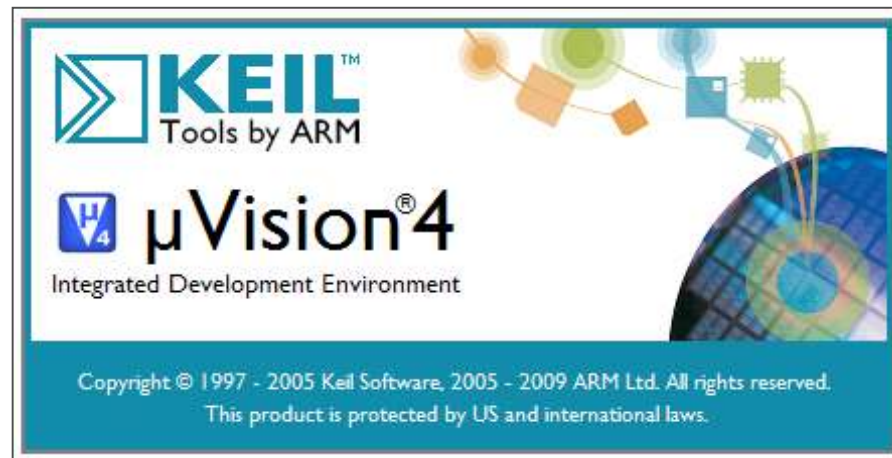 KEIL™
Tools by ARM
μ
V
4
μVision®4
Integrated Development Environment
Copyright © 1997 - 2005 Keil Software, 2005 - 2009 ARM Ltd. All rights reserved.
This product is protected by US and international laws.